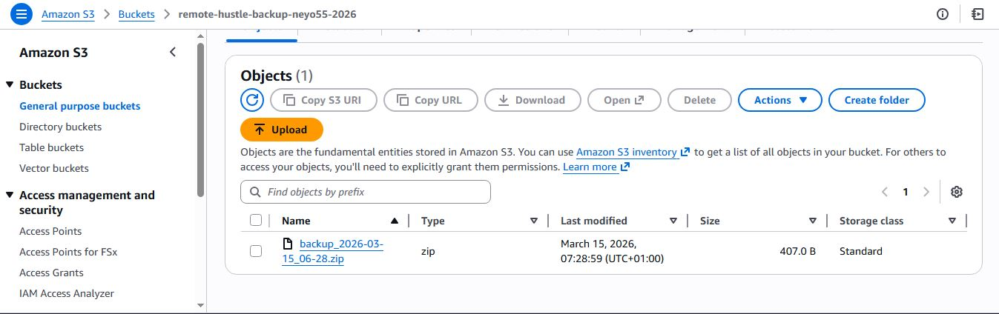 Amazon S3 > Buckets > remote-hustle-backup-neyo55-2026
Amazon S3
Buckets
General purpose buckets
Directory buckets
Table buckets
Vector buckets
Access management and
security
Access Points
Access Points for FSx
Access Grants
IAM Access Analyzer
Objects (1)
Copy S3 URI Copy URL Download Open Delete Actions Create folder
Upload
Objects are the fundamental entities stored in Amazon S3. You can use Amazon S3 inventory to get a list of all objects in your bucket. For others to
access your objects, you'll need to explicitly grant them permissions. Learn more
Find objects by prefix
1
Name Type Last modified Size Storage class
backup_2026-03-
15_06-28.zip
zip
March 15, 2026,
07:28:59 (UTC+01:00)
407.0 B
Standard